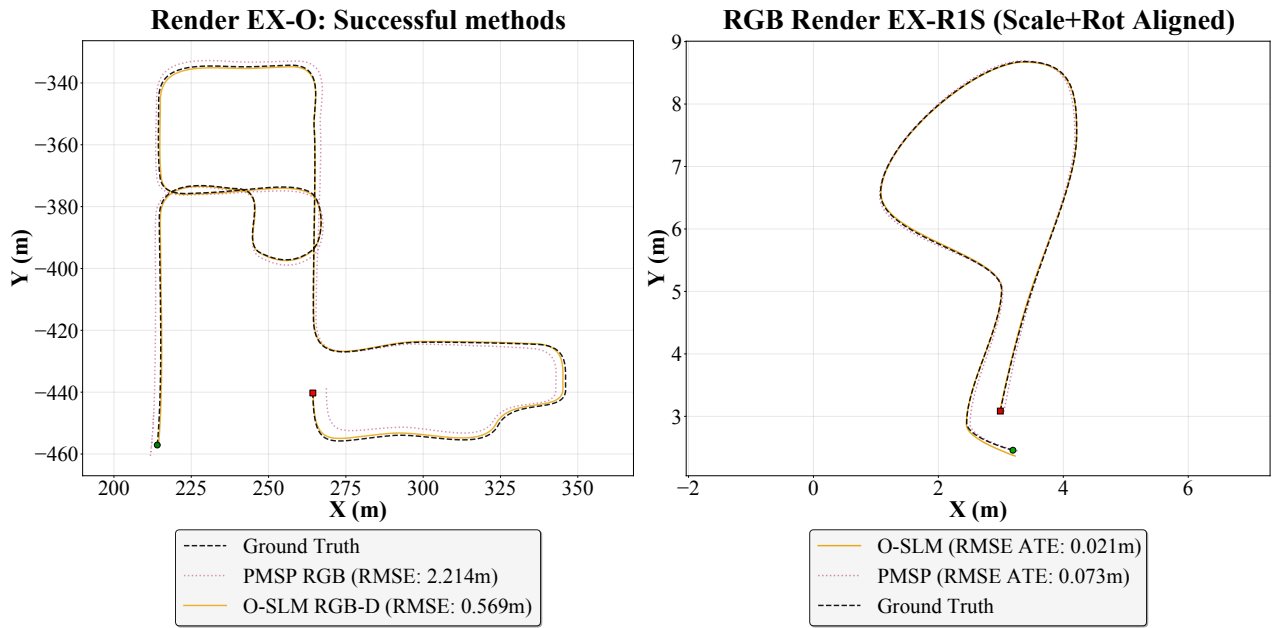 Render EX-O: Successful methods
Y (m)
−340
−360
−380
−400
−420
−440
−460
200
225
250
275
300
325
350
X (m)
Ground Truth
PMSP RGB (RMSE: 2.214m)
O-SLM RGB-D (RMSE: 0.569m)
RGB Render EX-R1S (Scale+Rot Aligned)
Y (m)
9
8
7
6
5
4
3
−2
0
2
4
6
X (m)
O-SLM (RMSE ATE: 0.021m)
PMSP (RMSE ATE: 0.073m)
Ground Truth